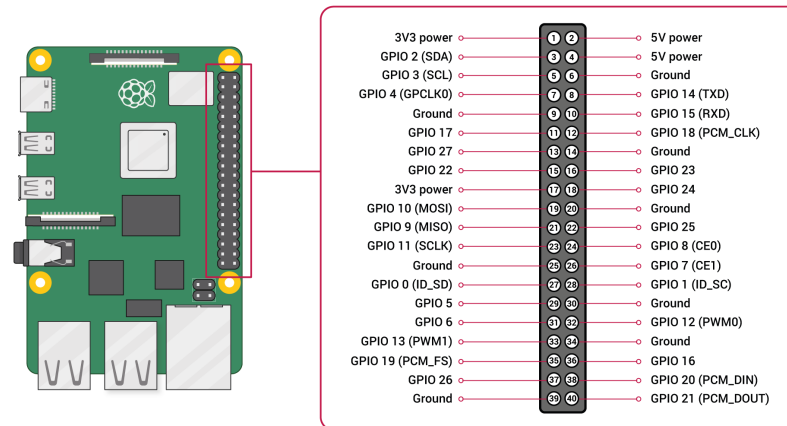 3V3 power 1 2 5V power
GPIO 2 (SDA) 3 4 5V power
GPIO 3 (SCL) 5 6 Ground
GPIO 4 (GPCLK0) 7 8 GPIO 14 (TXD)
Ground 9 10 GPIO 15 (RXD)
GPIO 17 11 12 GPIO 18 (PCM_CLK)
GPIO 27 13 14 Ground
GPIO 22 15 16 GPIO 23
3V3 power 17 18 GPIO 24
GPIO 10 (MOSI) 19 20 Ground
GPIO 9 (MISO) 21 22 GPIO 25
GPIO 11 (SCLK) 23 24 GPIO 8 (CE0)
Ground 25 26 GPIO 7 (CE1)
GPIO 0 (ID_SD) 27 28 GPIO 1 (ID_SC)
GPIO 5 29 30 Ground
GPIO 6 31 32 GPIO 12 (PWM0)
GPIO 13 (PWM1) 33 34 Ground
GPIO 19 (PCM_FS) 35 36 GPIO 16
GPIO 26 37 38 GPIO 20 (PCM_DIN)
Ground 39 40 GPIO 21 (PCM_DOUT)